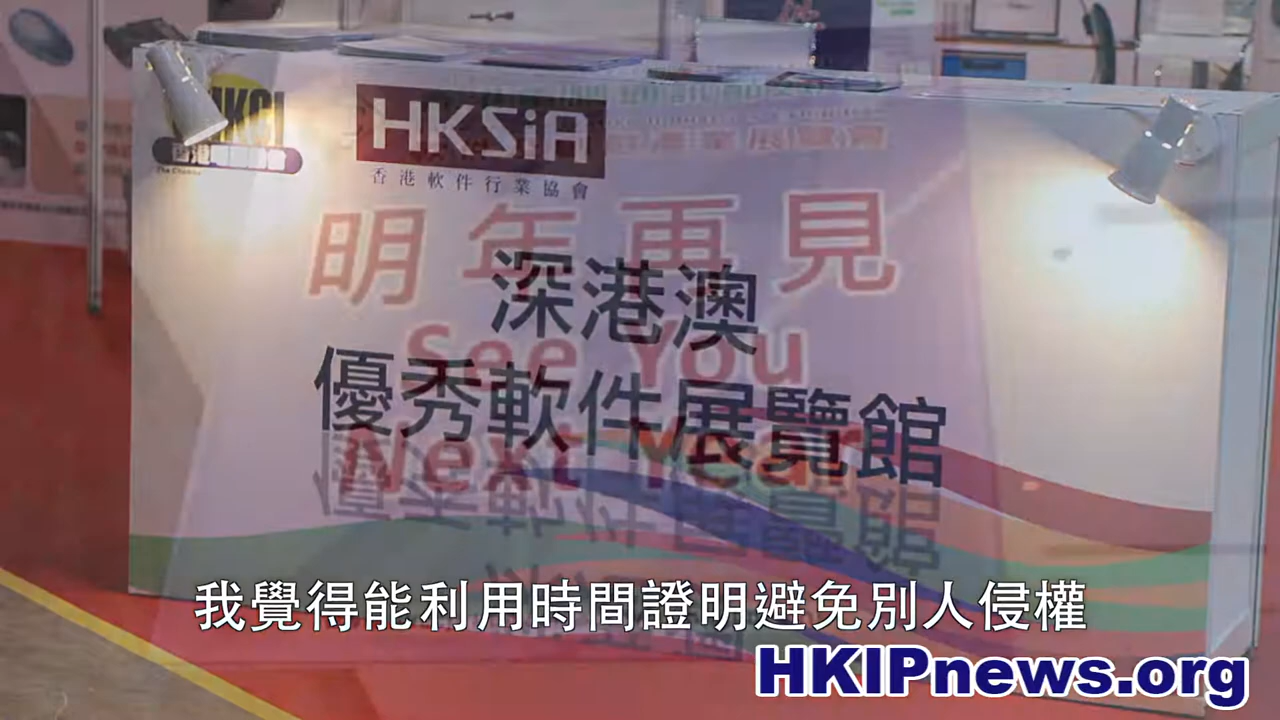 HKSiA
香港軟件行業協會
明年再見
深港澳
See You
優秀軟件展覽館
Next Year
我覺得能利用時間證明避免別人侵權
HKIPnews.org